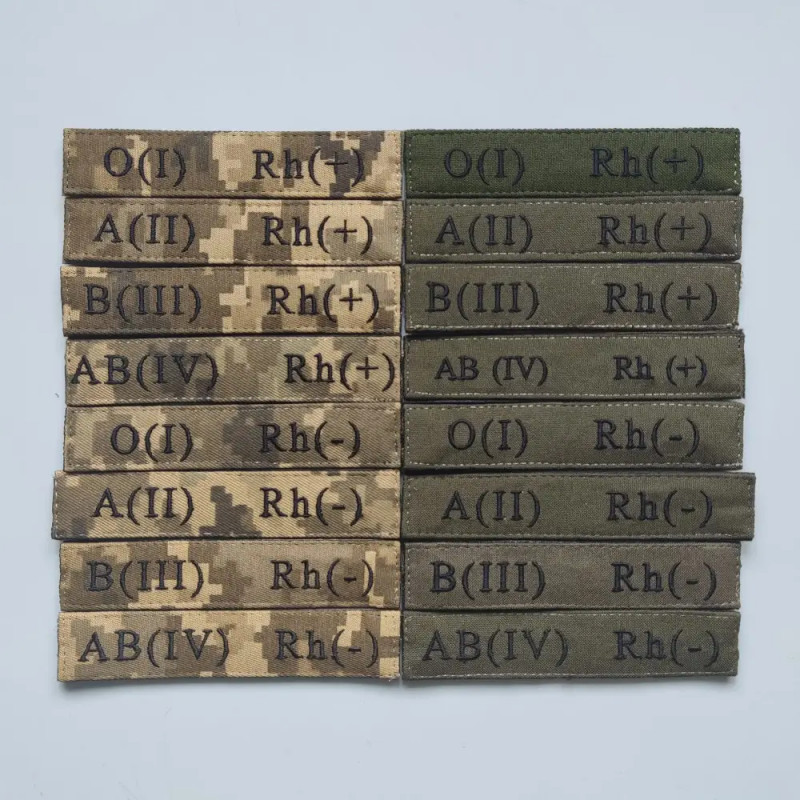 O(I) Rh(+) O(I) Rh(+)
A(II) Rh(+) A(II) Rh(+)
B(III) Rh(+) B(III) Rh(+)
AB(IV) Rh(+) AB (IV) Rh (+)
O(I) Rh(-) O(I) Rh(-)
A(II) Rh(-) A(II) Rh(-)
B(III) Rh(-) B(III) Rh(-)
AB(IV) Rh(-) AB(IV) Rh(-)